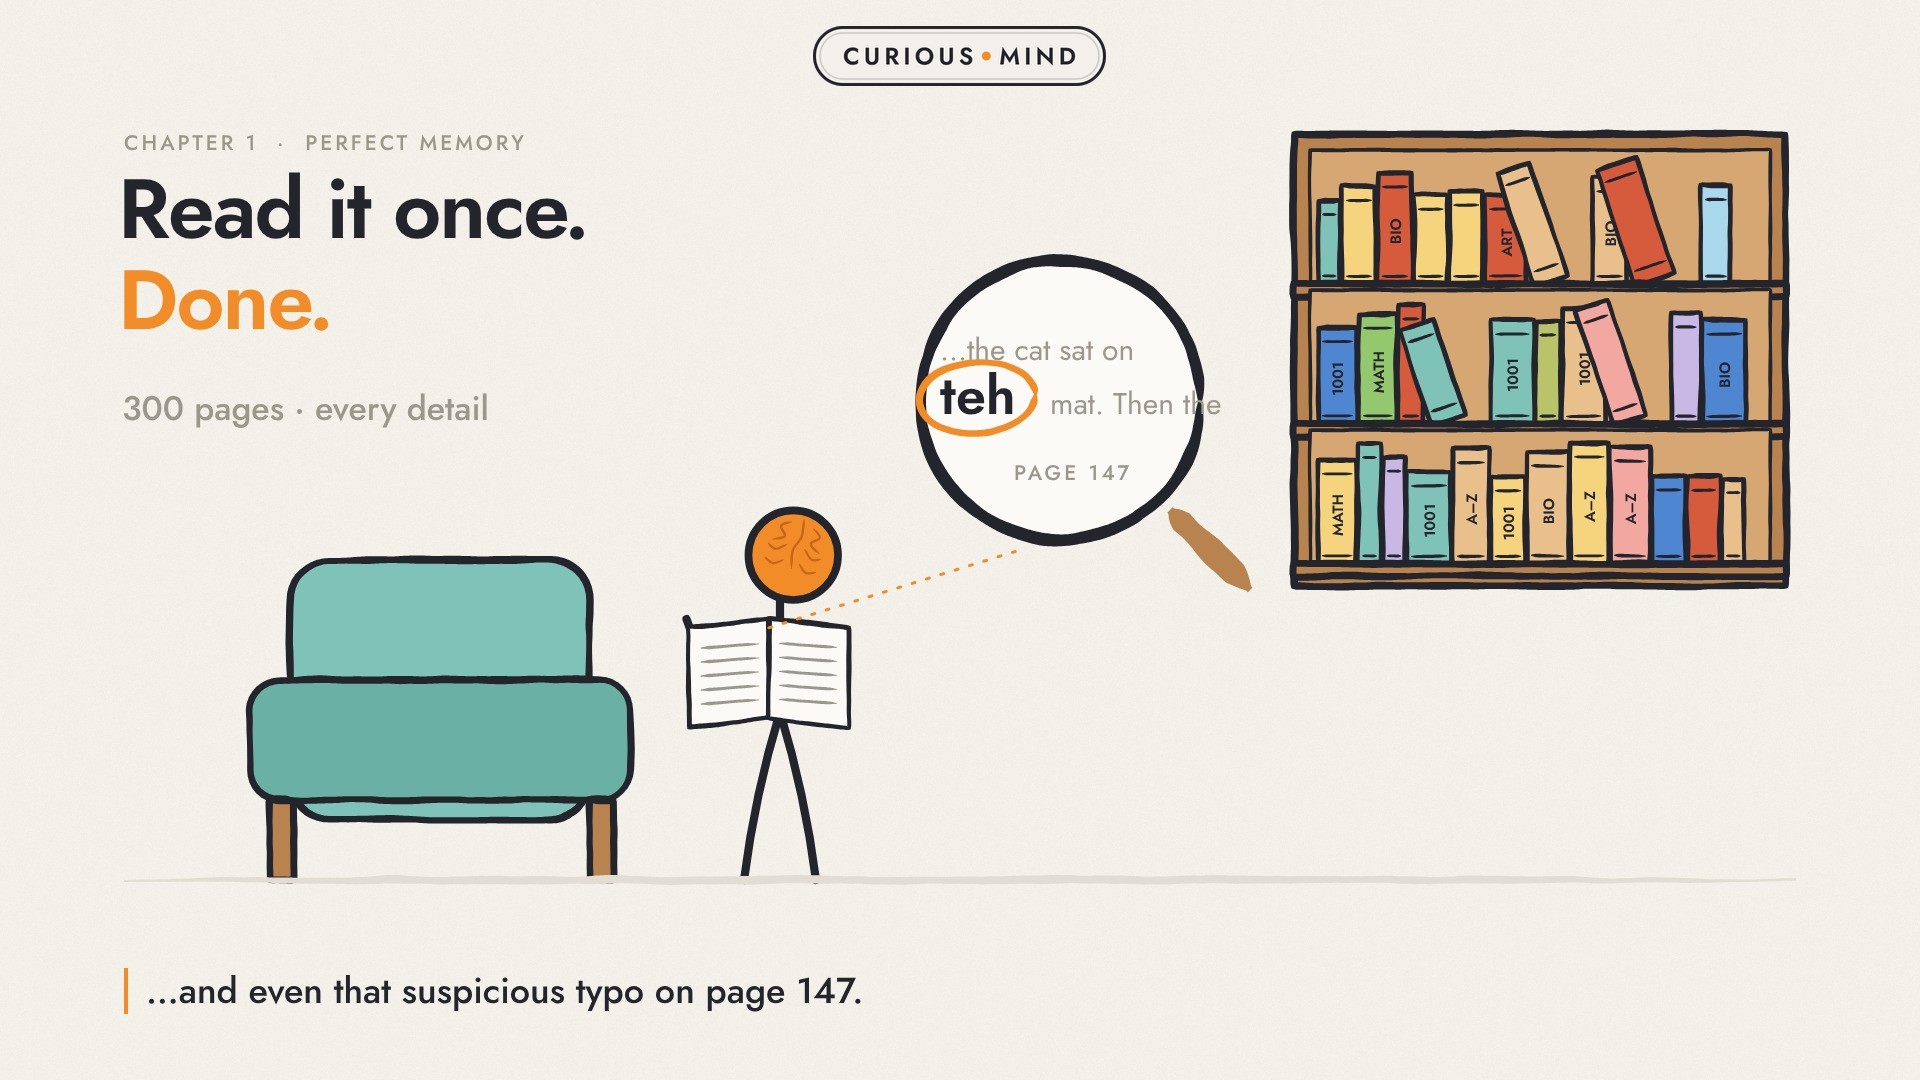 CURIOUS•MIND
CHAPTER 1 · PERFECT MEMORY
Read it once.
Done.
300 pages · every detail
...the cat sat on
teh mat. Then the
PAGE 147
BIO
ART
BIO
1001
MATH
1001
1001
BIO
MATH
1001
A–Z
1001
BIO
A–Z
A–Z
...and even that suspicious typo on page 147.